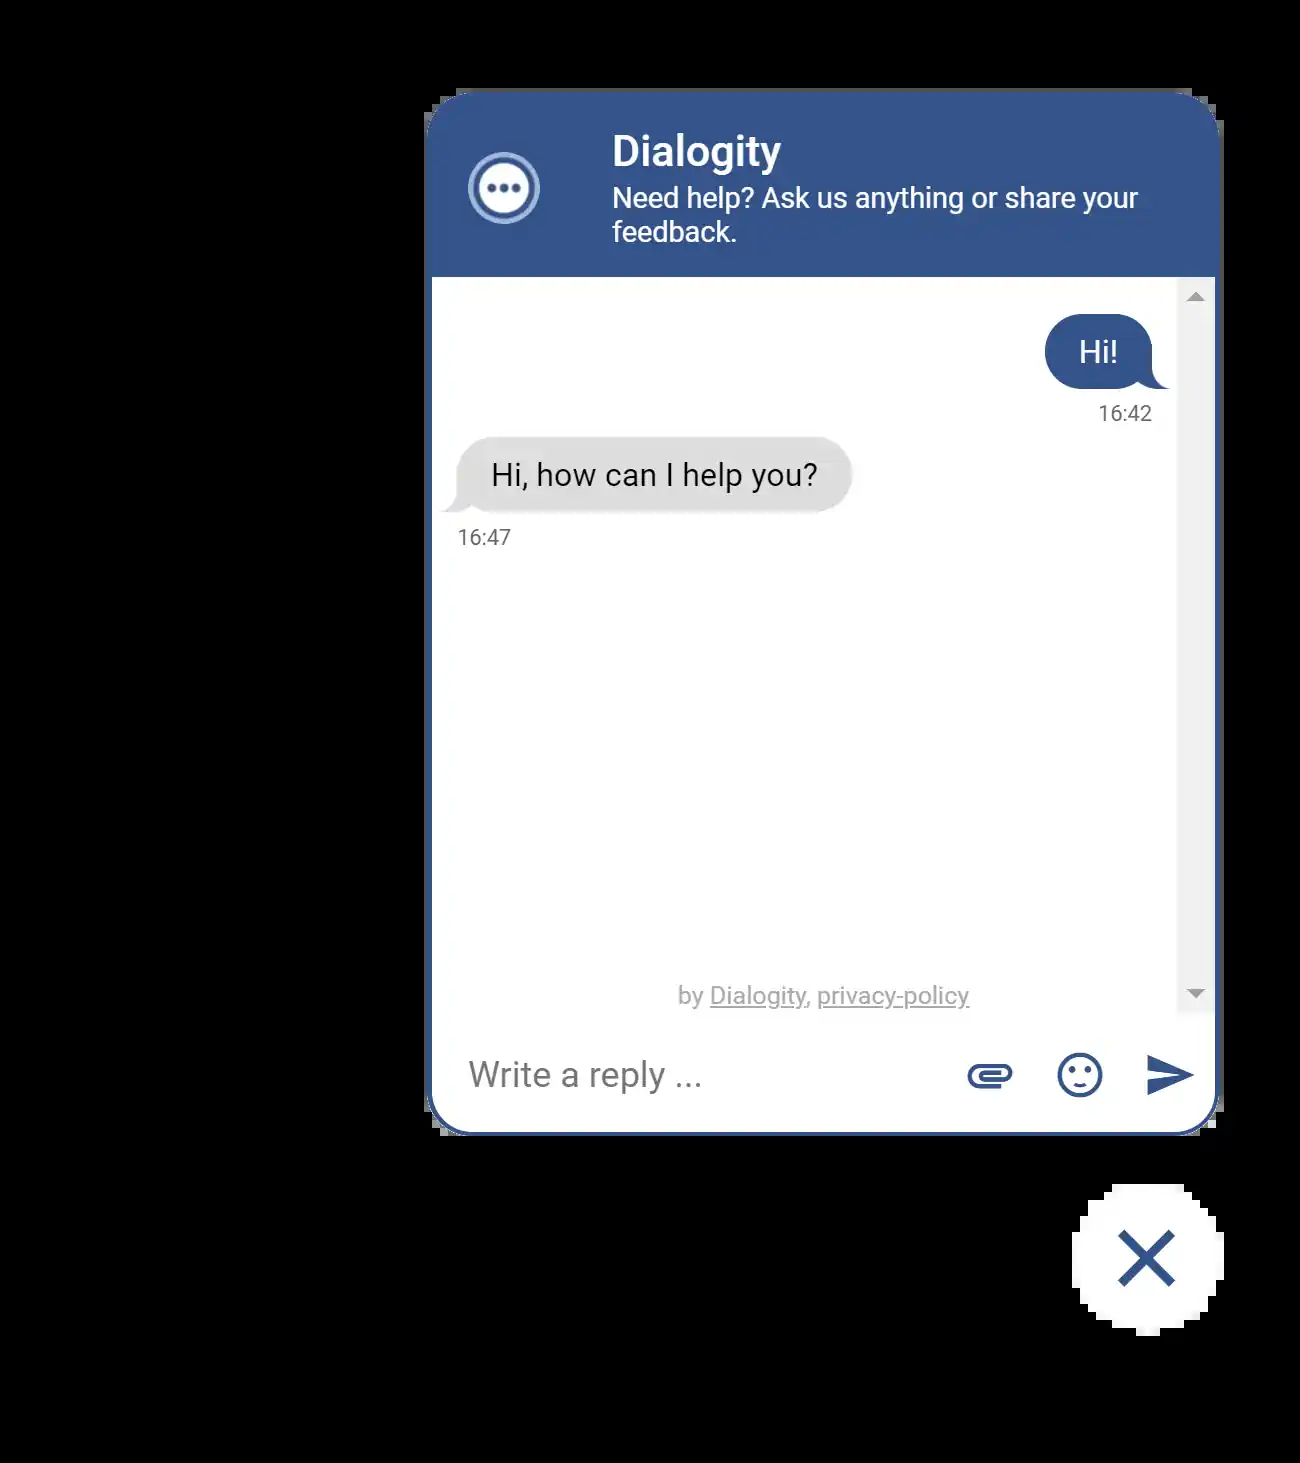 Dialogity
Need help? Ask us anything or share your
feedback.
Hi!
16:42
Hi, how can I help you?
16:47
by Dialogity, privacy-policy
Write a reply ...